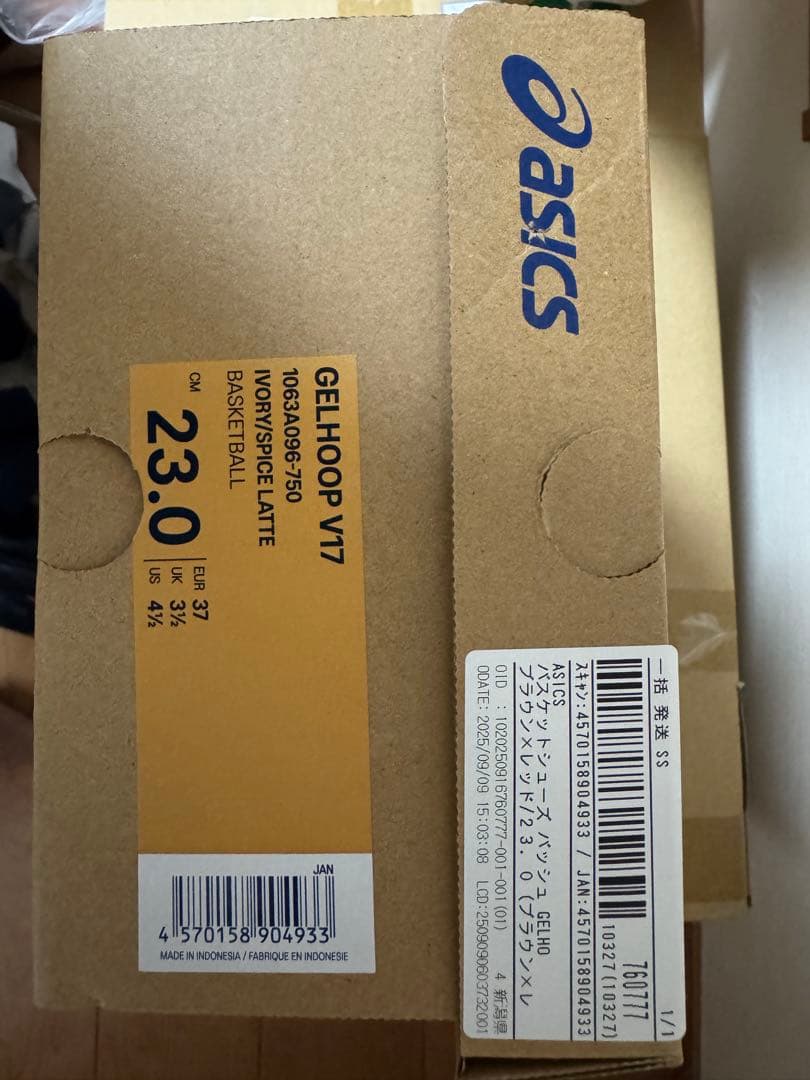 asics
GELHOOP V17
1063A096-750
IVORY/SPICE LATTE
BASKETBALL
CM 23.0
EUR 37
UK 3½
US 4½
JAN
4 570158 904933
MADE IN INDONESIA / FABRIQUE EN INDONESIE
一括 発送 SS 1/1
760777
10327(10327)
スキャン:4570158904933 / JAN:4570158904933
ASICS
バスケットシューズ バッシュ GELHO
ブラウン×レッド/23.0(ブラウン×レ
OID :10202509167607​77-001-001(01) 4 新潟県
ODATE: 2025/09/09 15:03:08 LCD:25090906037​32001